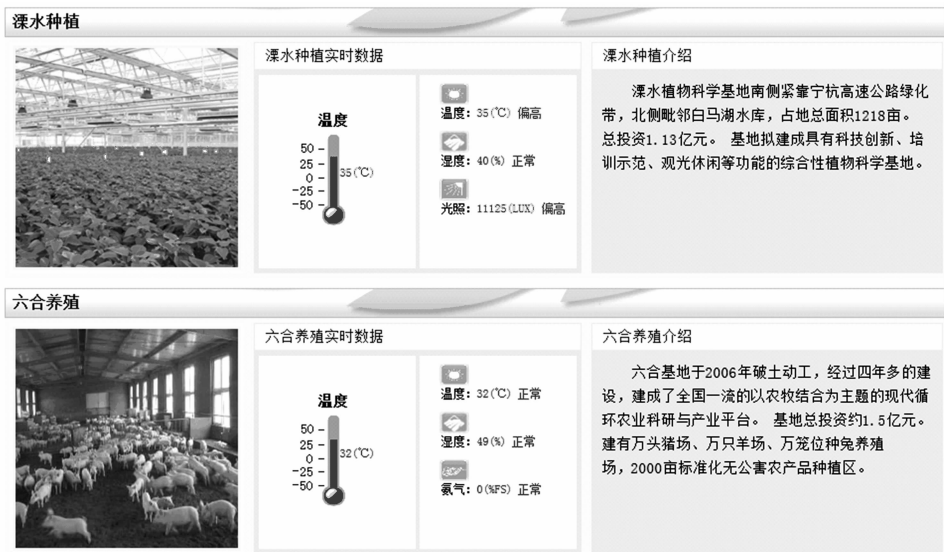 溧水种植
溧水种植实时数据
温度
50
25
0
-25
-50
35(℃)
温度：35(℃) 偏高
湿度：40(%) 正常
光照：11125(LUX) 偏高
溧水种植介绍
溧水植物科学基地南侧紧靠宁杭高速公路绿化
带，北侧毗邻白马湖水库，占地总面积1218亩。
总投资1.13亿元。 基地拟建成具有科技创新、培
训示范、观光休闲等功能的综合性植物科学基地。
六合养殖
六合养殖实时数据
温度
50
25
0
-25
-50
32(℃)
温度：32(℃) 正常
湿度：49(%) 正常
氨气：0(%FS) 正常
六合养殖介绍
六合基地于2006年破土动工，经过四年多的建
设，建成了全国一流的以农牧结合为主题的现代循
环农业科研与产业平台。 基地总投资约1.5亿元。
建有万头猪场、万只羊场、万笼位种兔养殖
场，2000亩标准化无公害农产品种植区。